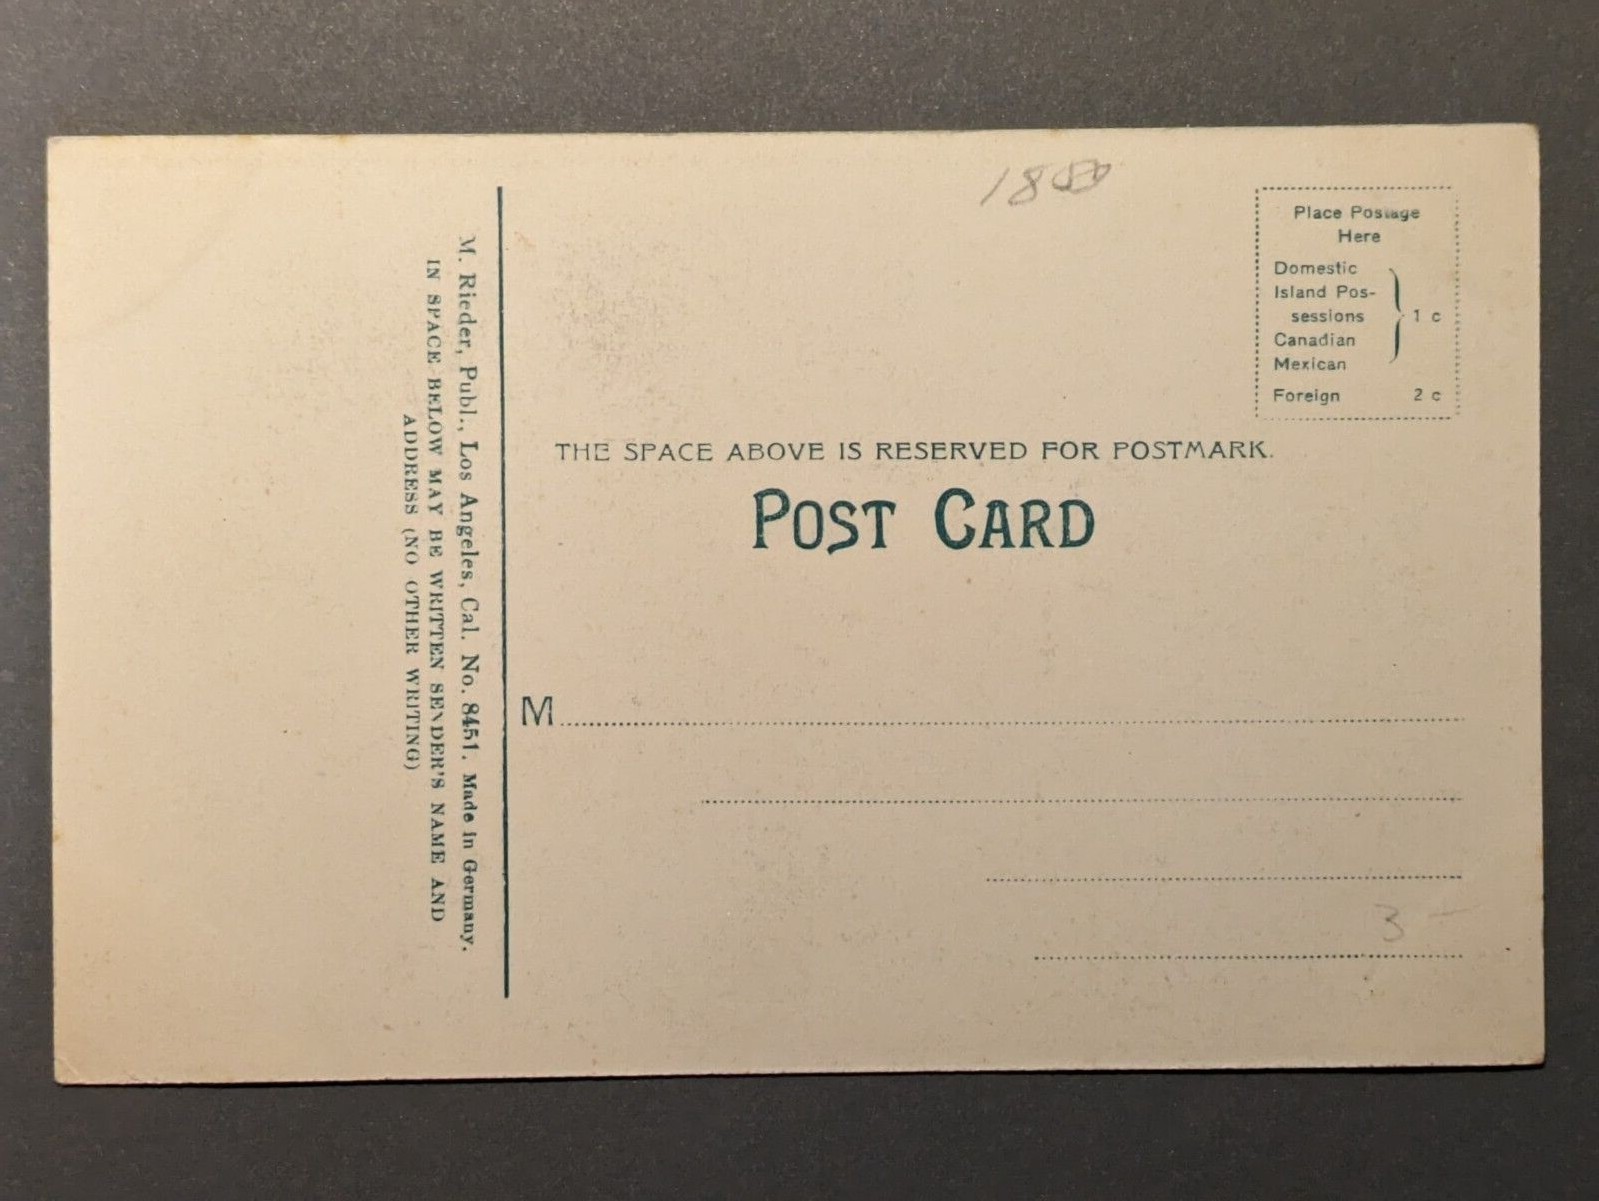 M. Rieder, Publ., Los Angeles, Cal. No. 8451. Made in Germany.
IN SPACE BELOW MAY BE WRITTEN SENDER'S NAME AND
ADDRESS (NO OTHER WRITING)
Place Postage
Here
Domestic
Island Pos-
sessions
Canadian
Mexican
1 c
Foreign 2 c
THE SPACE ABOVE IS RESERVED FOR POSTMARK.
POST CARD
M
3 -